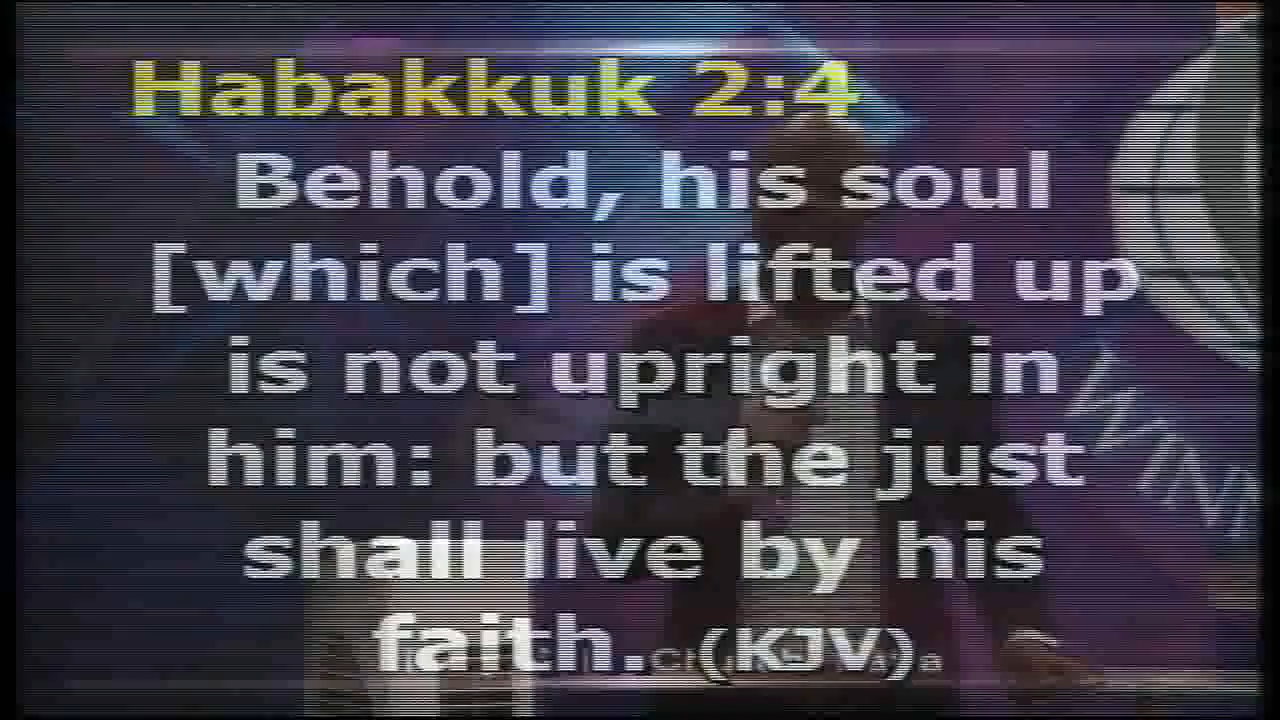 Habakkuk 2:4
Behold, his soul
[which] is lifted up
is not upright in
him: but the just
shall live by his
faith. (KJV)